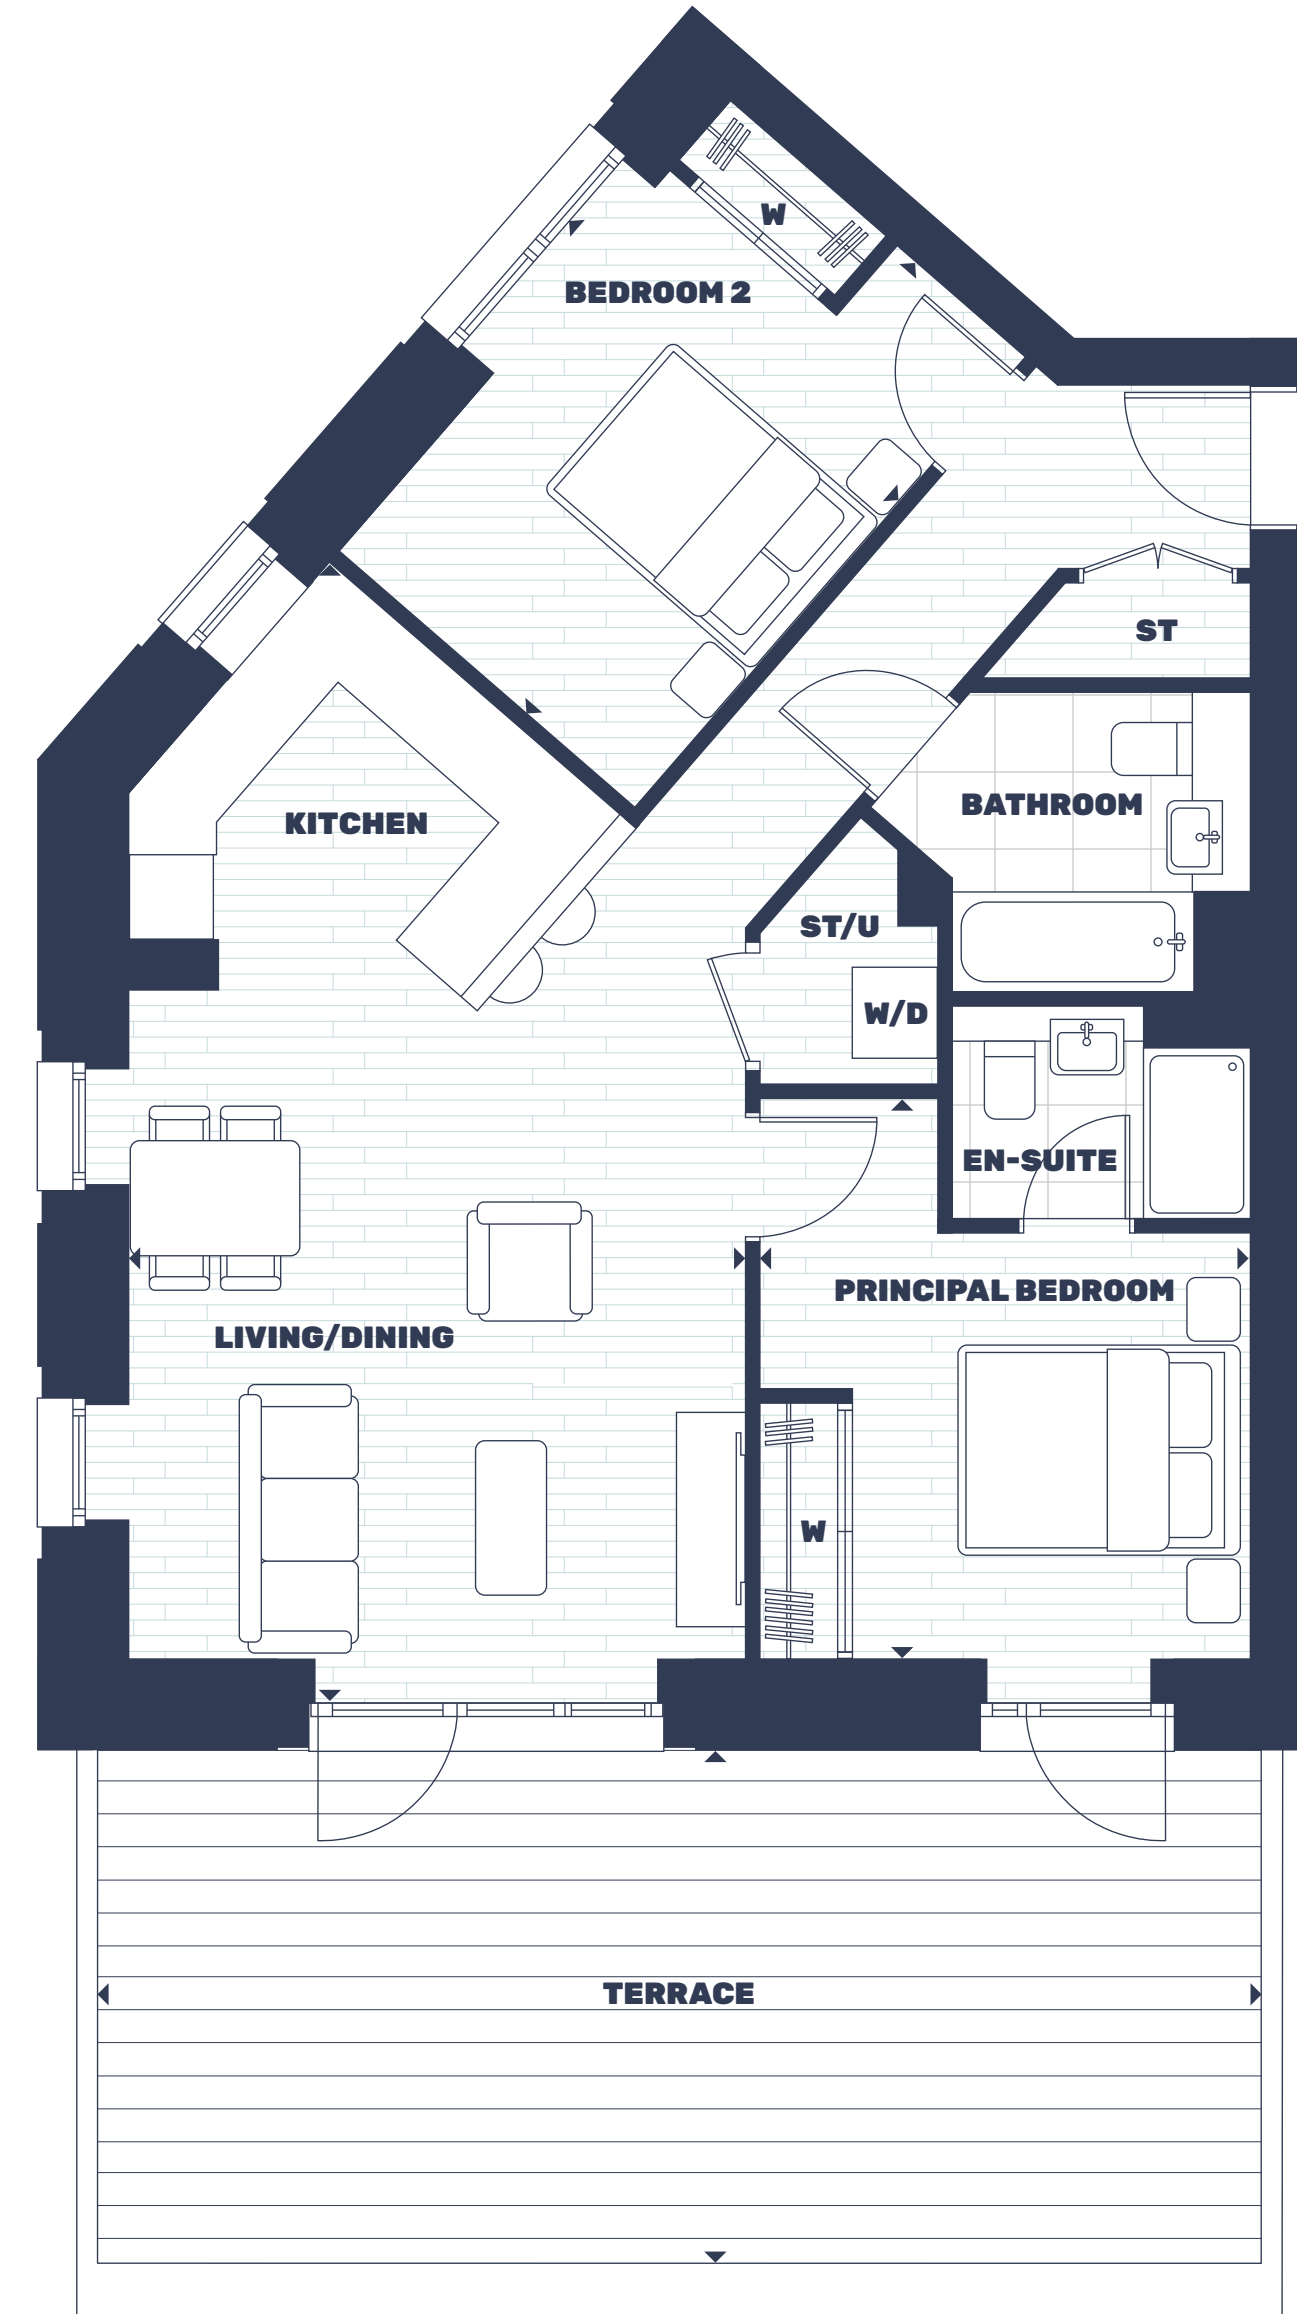 W
BEDROOM 2
ST
BATHROOM
KITCHEN
ST/U
W/D
EN-SUITE
PRINCIPAL BEDROOM
LIVING/DINING
W
TERRACE